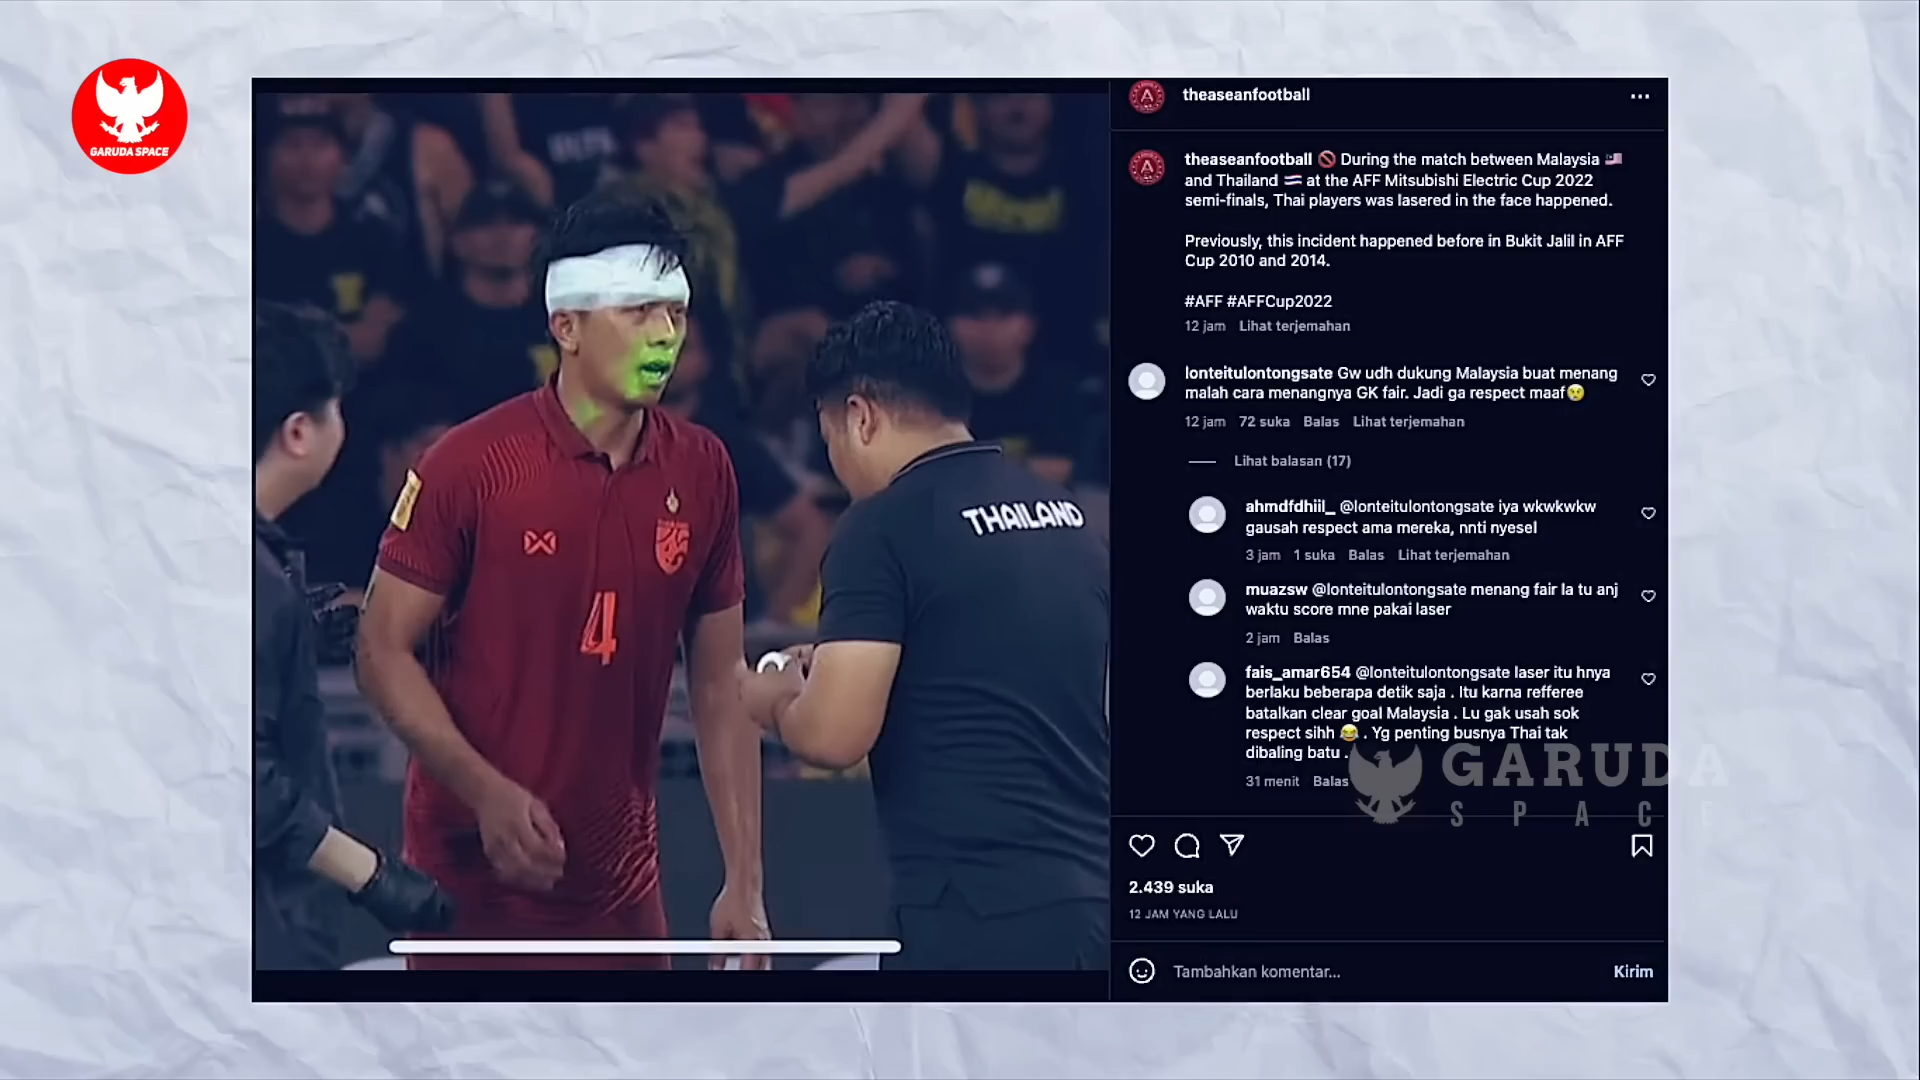 GARUDA SPACE
theaseanfootball
theaseanfootball 🚫 During the match between Malaysia 🇲🇾
and Thailand 🇹🇭 at the AFF Mitsubishi Electric Cup 2022
semi-finals, Thai players was lasered in the face happened.
Previously, this incident happened before in Bukit Jalil in AFF
Cup 2010 and 2014.
#AFF #AFFCup2022
12 jam Lihat terjemahan
lonteitulontongsate Gw udh dukung Malaysia buat menang
malah cara menangnya GK fair. Jadi ga respect maaf😢
12 jam 72 suka Balas Lihat terjemahan
Lihat balasan (17)
ahmdfdhiil_ @lonteitulontongsate iya wkwkwkw
gausah respect ama mereka, nnti nyesel
3 jam 1 suka Balas Lihat terjemahan
muazsw @lonteitulontongsate menang fair la tu anj
waktu score mne pakai laser
2 jam Balas
fais_amar654 @lonteitulontongsate laser itu hnya
berlaku beberapa detik saja . Itu karna refferee
batalkan clear goal Malaysia . Lu gak usah sok
respect sihh 😂 . Yg penting busnya Thai tak
dibaling batu .
31 menit Balas
GARUDA
SPACE
2.439 suka
12 JAM YANG LALU
Tambahkan komentar...
Kirim
THAILAND
4